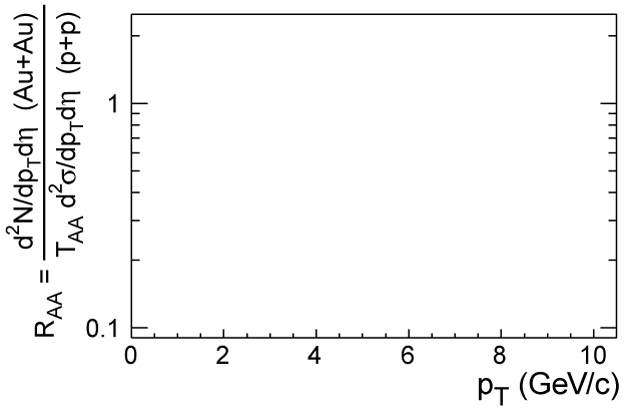 R_AA = d²N/dp_Tdη (Au+Au)
T_AA d²σ/dp_Tdη (p+p)
1
0.1
0 2 4 6 8 10
p_T (GeV/c)